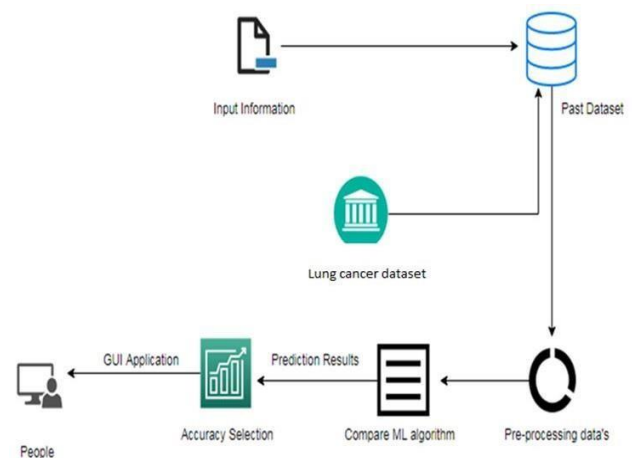 Input Information
Past Dataset
Lung cancer dataset
GUI Application
Prediction Results
People
Accuracy Selection
Compare ML algorithm
Pre-processing data's